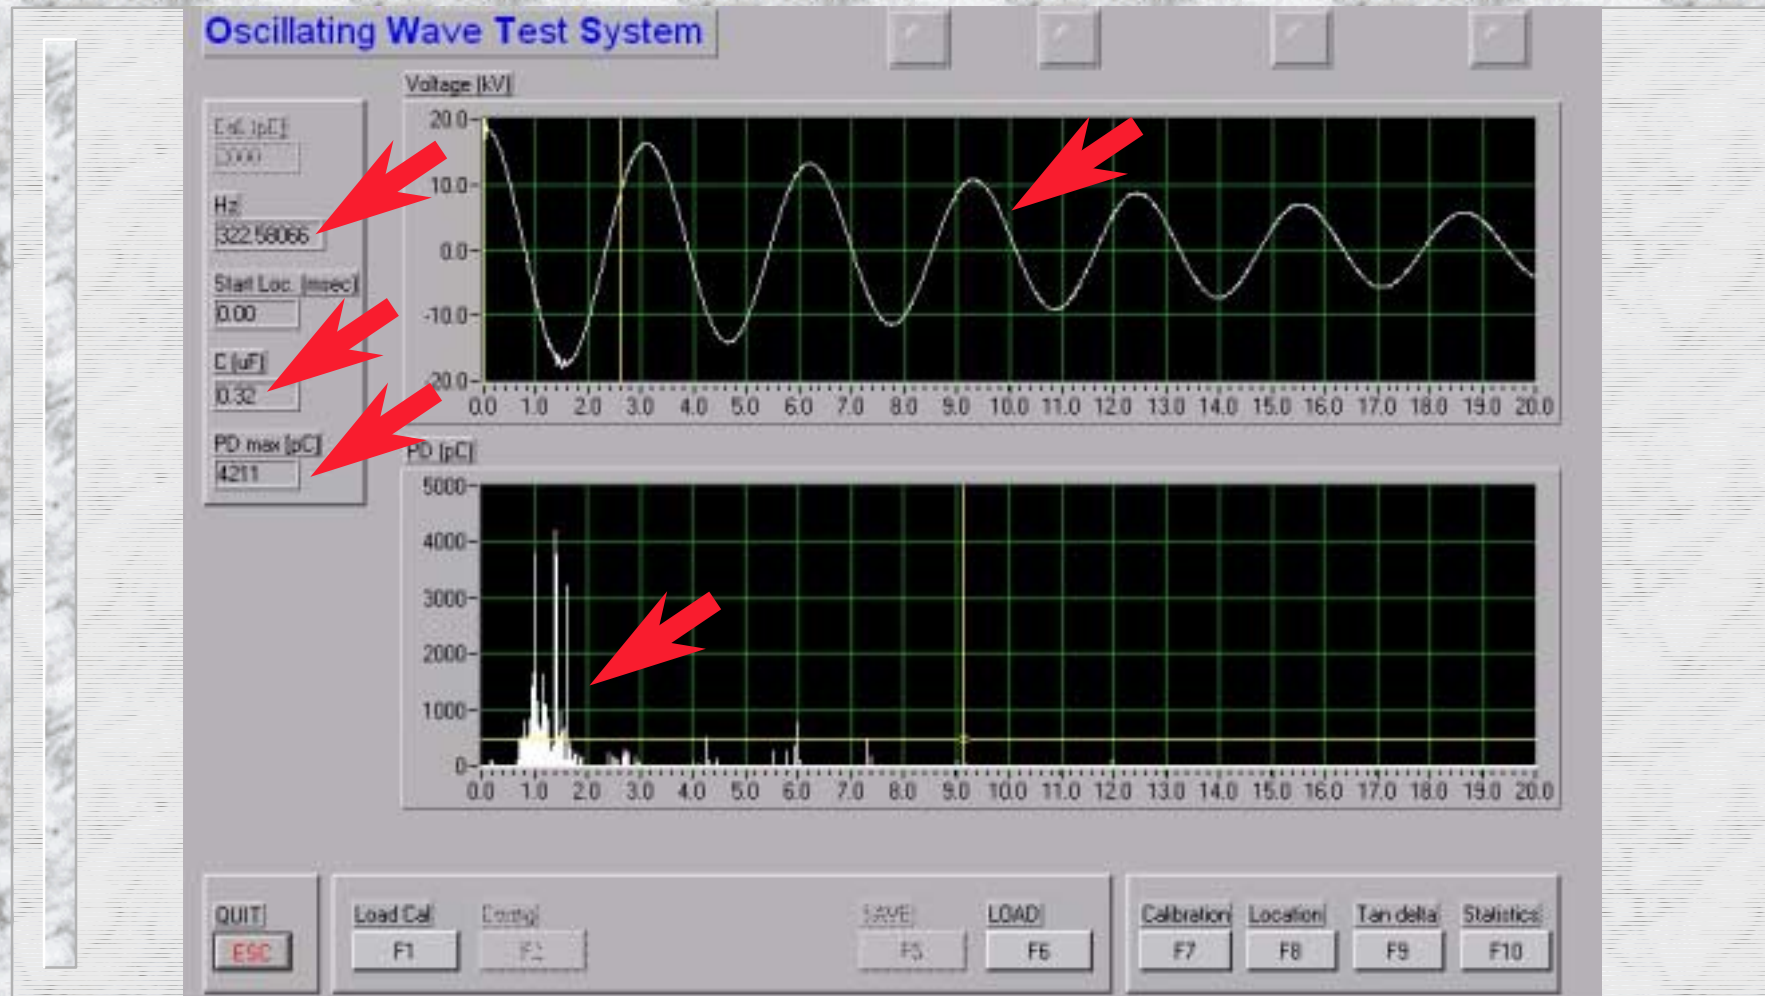 Oscillating Wave Test System
Voltage [kV]
Cal. [pC]
Hz
322.58066
Start Loc. [msec]
0.00
C [uF]
0.32
PD max [pC]
4211
20.0
10.0
0.0
-10.0
-20.0
0.0 1.0 2.0 3.0 4.0 5.0 6.0 7.0 8.0 9.0 10.0 11.0 12.0 13.0 14.0 15.0 16.0 17.0 18.0 19.0 20.0
PD [pC]
5000
4000
3000
2000
1000
0
0.0 1.0 2.0 3.0 4.0 5.0 6.0 7.0 8.0 9.0 10.0 11.0 12.0 13.0 14.0 15.0 16.0 17.0 18.0 19.0 20.0
QUIT Load Cal Config SAVE LOAD Calibration Location Tan delta Statistics
ESC F1 F2 F5 F6 F7 F8 F9 F10